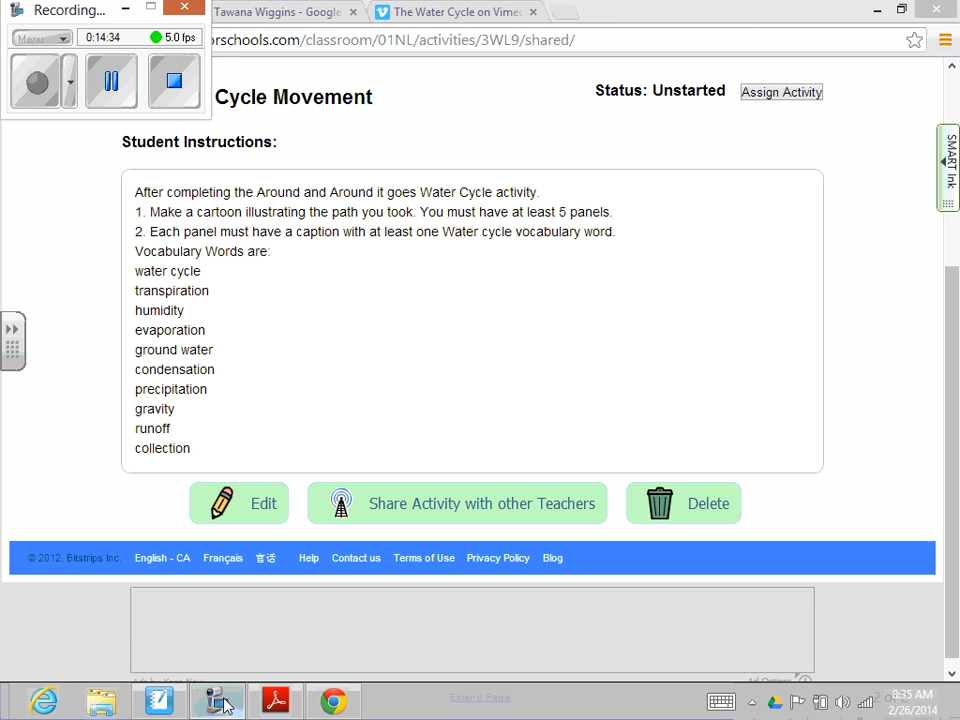 Recording...
Tawana Wiggins - Google
The Water Cycle on Vime
Menu
0:14:34
5.0 fps
orschools.com/classroom/01NL/activities/3WL9/shared/
Cycle Movement
Status: Unstarted
Assign Activity
Student Instructions:
SMART Ink
After completing the Around and Around it goes Water Cycle activity.
1. Make a cartoon illustrating the path you took. You must have at least 5 panels.
2. Each panel must have a caption with at least one Water cycle vocabulary word.
Vocabulary Words are:
water cycle
transpiration
humidity
evaporation
ground water
condensation
precipitation
gravity
runoff
collection
Edit
Share Activity with other Teachers
Delete
© 2012, Bitstrips Inc. English - CA Français 官话 Help Contact us Terms of Use Privacy Policy Blog
Extend Page
8:35 AM
2/26/2014